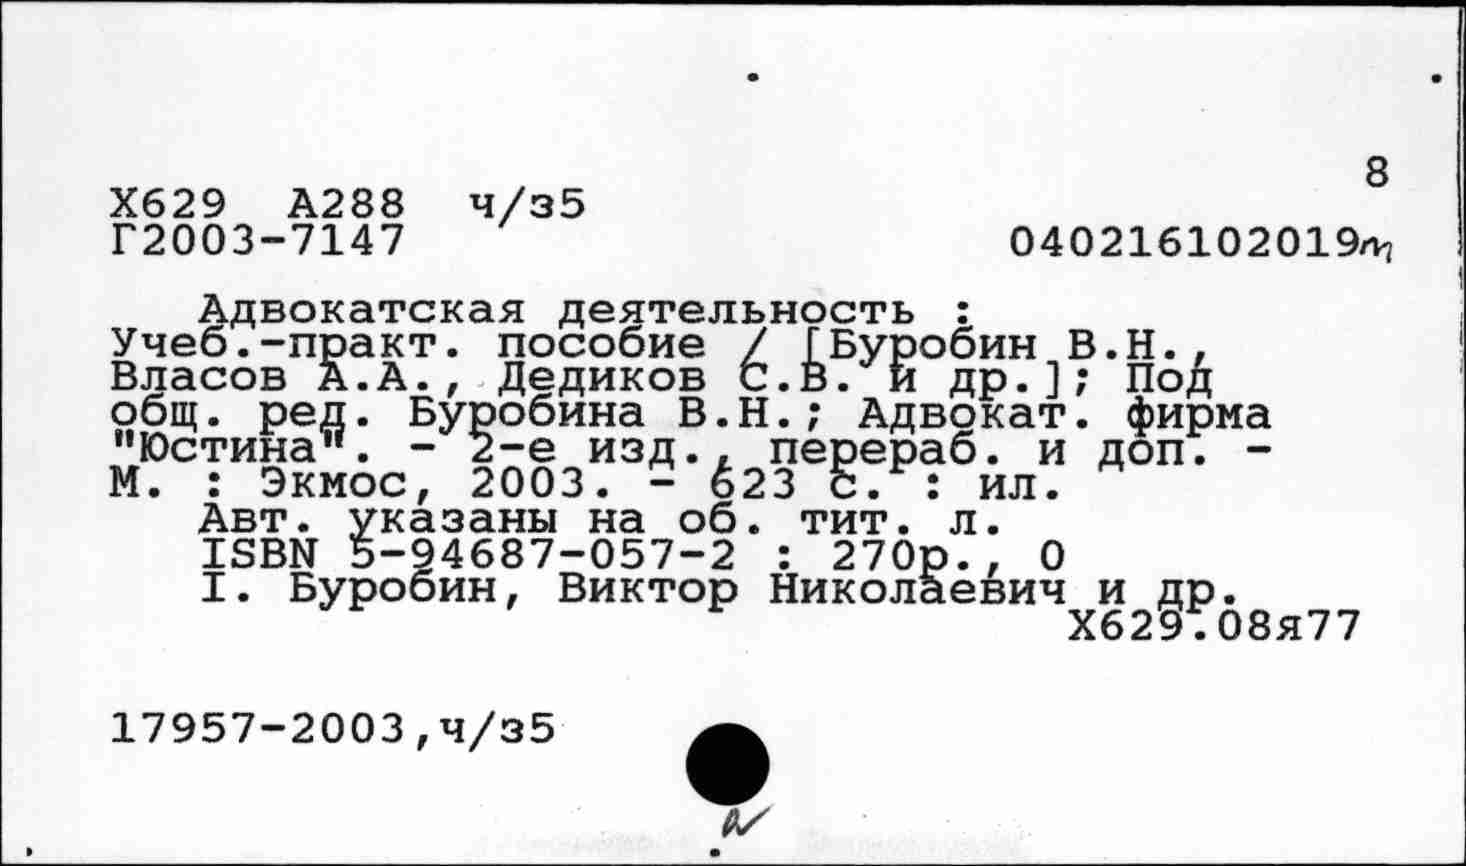 8
Х629 А288 ч/з5
Г2003-7147 040216102019
Адвокатская деятельность :
Учеб.-практ. пособие / [Буробин В.Н.,
Власов А.А., Дедиков С.В. и др.]; Под
общ. ред. Буробина В.Н.; Адвокат. фирма
"Юстина". - 2-е изд., перераб. и доп. -
М. : Экмос, 2003. - 623 с. : ил.
Авт. указаны на об. тит. л.
ISBN 5-94687-057-2 : 270р., 0
I. Буробин, Виктор Николаевич и др.
Х629.08я77
17957-2003,ч/з5